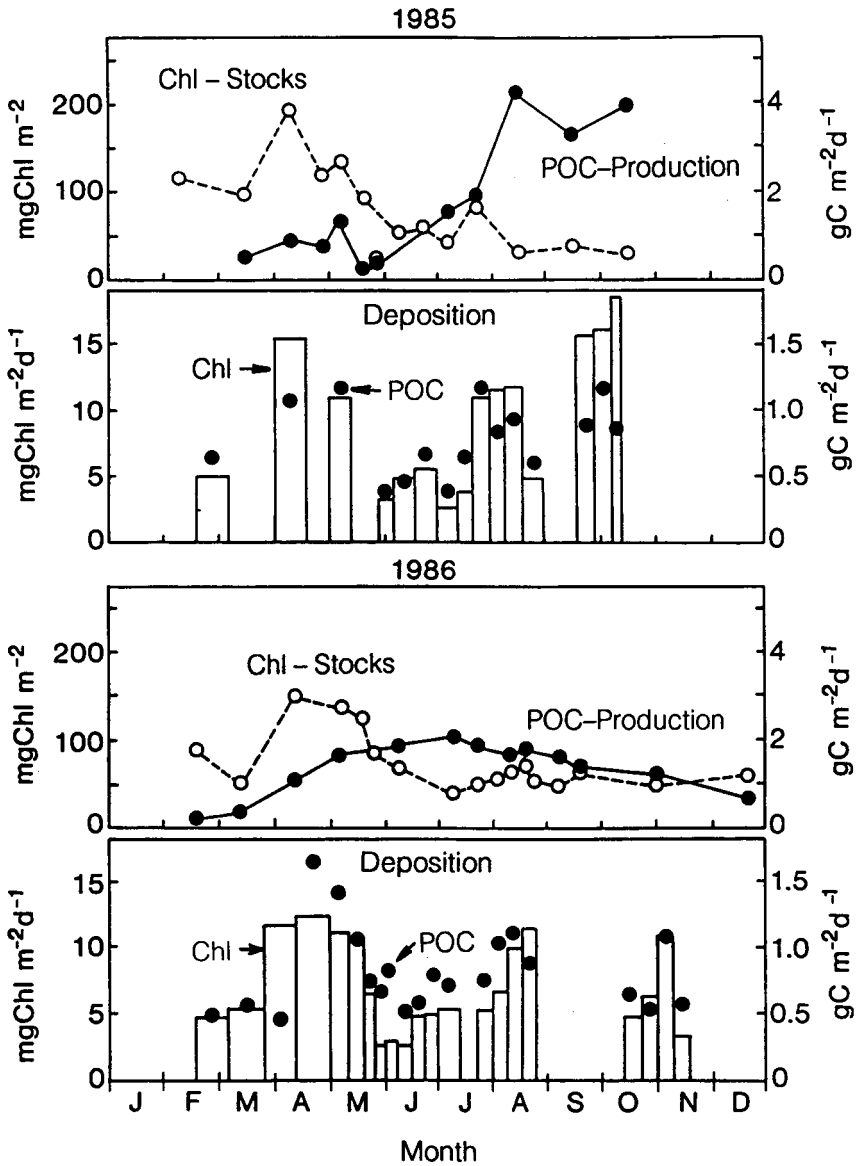 1985
Chl – Stocks
POC–Production
mgChl m⁻²
gC m⁻²d⁻¹
200
100
0
4
2
0
Deposition
Chl
POC
mgChl m⁻²d⁻¹
gC m⁻²d⁻¹
15
10
5
0
1.5
1.0
0.5
0
1986
Chl – Stocks
POC–Production
mgChl m⁻²
gC m⁻²d⁻¹
200
100
0
4
2
0
Deposition
Chl
POC
mgChl m⁻²d⁻¹
gC m⁻²d⁻¹
15
10
5
0
1.5
1.0
0.5
0
J F M A M J J A S O N D
Month